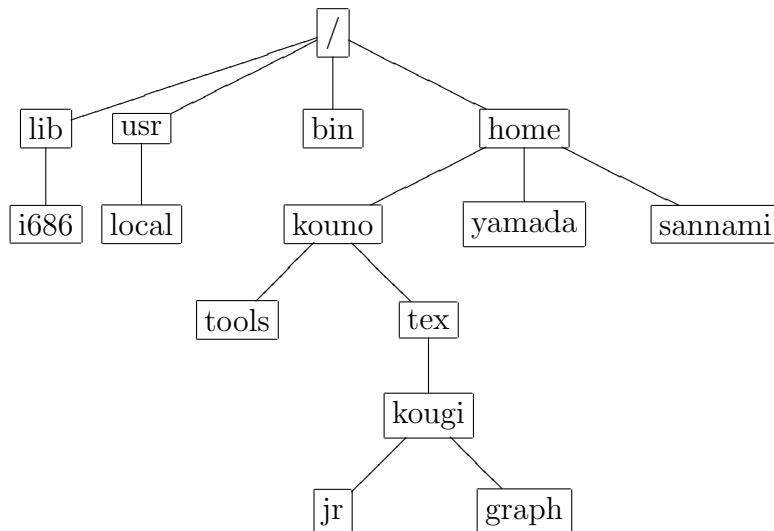 /
lib usr bin home
i686 local kouno yamada sannami
tools tex
kougi
jr graph